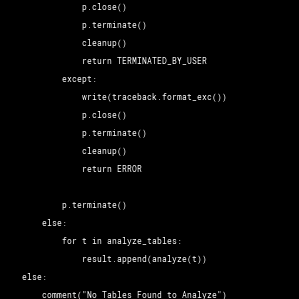 p.close()
            p.terminate()
            cleanup()
            return TERMINATED_BY_USER
        except:
            write(traceback.format_exc())
            p.close()
            p.terminate()
            cleanup()
            return ERROR

        p.terminate()
    else:
        for t in analyze_tables:
            result.append(analyze(t))
else:
    comment("No Tables Found to Analyze")